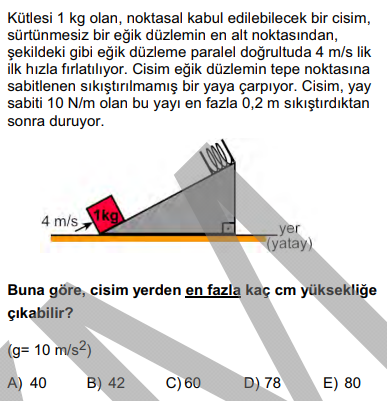 Kütlesi 1 kg olan, noktasal kabul edilebilecek bir cisim,
sürtünmesiz bir eğik düzlemin en alt noktasından,
şekildeki gibi eğik düzleme paralel doğrultuda 4 m/s lik
ilk hızla fırlatılıyor. Cisim eğik düzlemin tepe noktasına
sabitlenen sıkıştırılmamış bir yaya çarpıyor. Cisim, yay
sabiti 10 N/m olan bu yayı en fazla 0,2 m sıkıştırdıktan
sonra duruyor.
4 m/s
1kg
yer
(yatay)
Buna göre, cisim yerden en fazla kaç cm yüksekliğe
çıkabilir?
(g= 10 m/s²)
A) 40 B) 42 C) 60 D) 78 E) 80